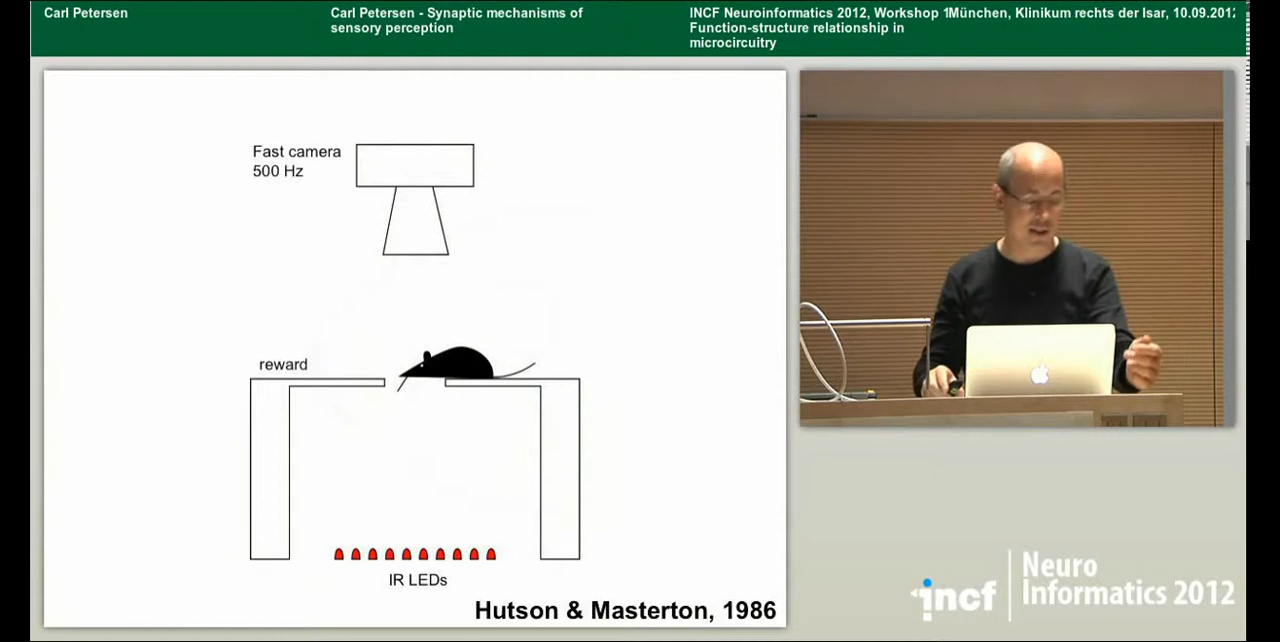 Carl Petersen
Carl Petersen - Synaptic mechanisms of
sensory perception
INCF Neuroinformatics 2012, Workshop 1
Function-structure relationship in
microcircuitry
München, Klinikum rechts der Isar, 10.09.2012
Fast camera
500 Hz
reward
IR LEDs
Hutson & Masterton, 1986
incf
Neuro
Informatics 2012